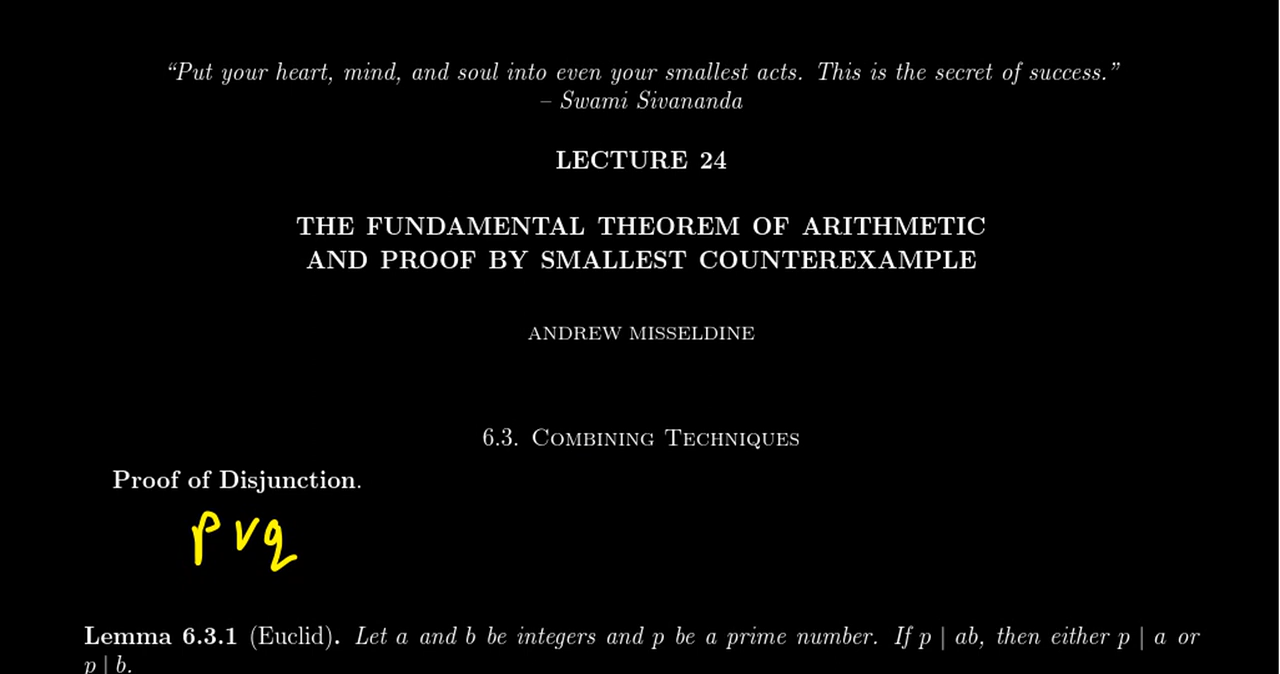 “Put your heart, mind, and soul into even your smallest acts. This is the secret of success.”
– Swami Sivananda
LECTURE 24
THE FUNDAMENTAL THEOREM OF ARITHMETIC
AND PROOF BY SMALLEST COUNTEREXAMPLE
ANDREW MISSELDINE
6.3. COMBINING TECHNIQUES
Proof of Disjunction.
p ∨ q
Lemma 6.3.1 (Euclid). Let a and b be integers and p be a prime number. If p | ab, then either p | a or
p | b.